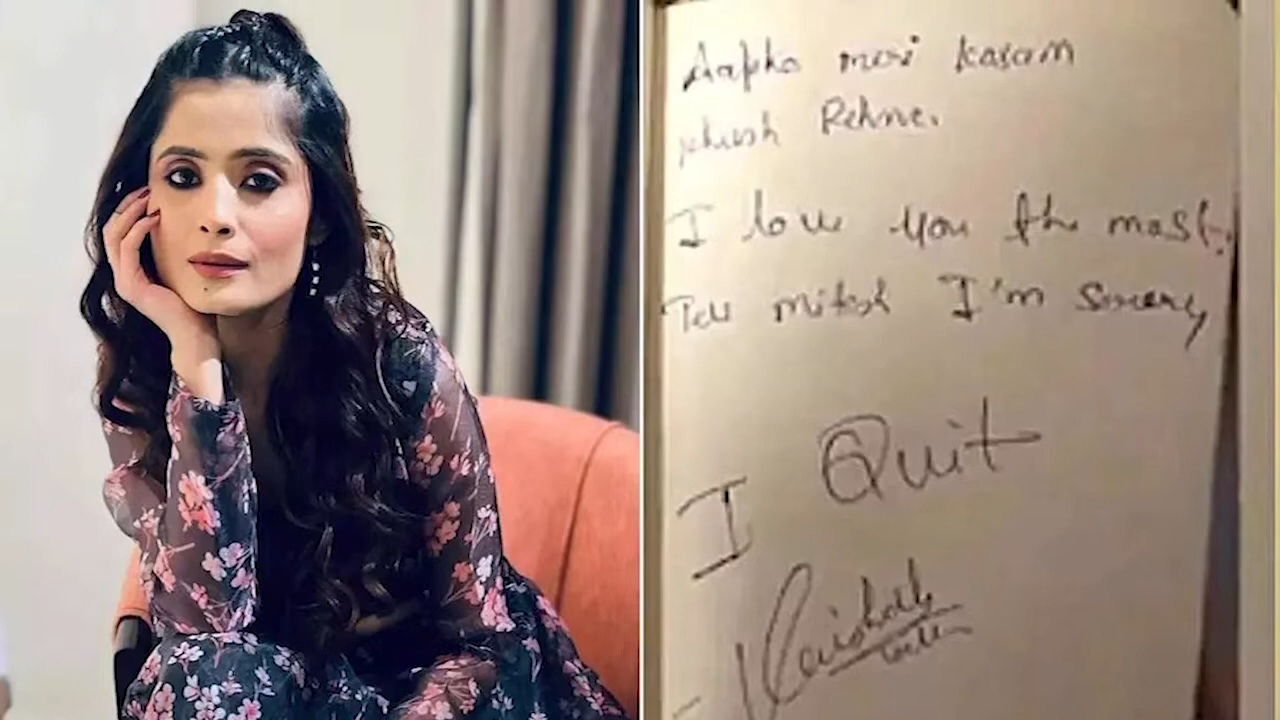 Aapko meri kasam
khush Rehne.
I love you the most.
Tell mitesh I'm sorry
I Quit